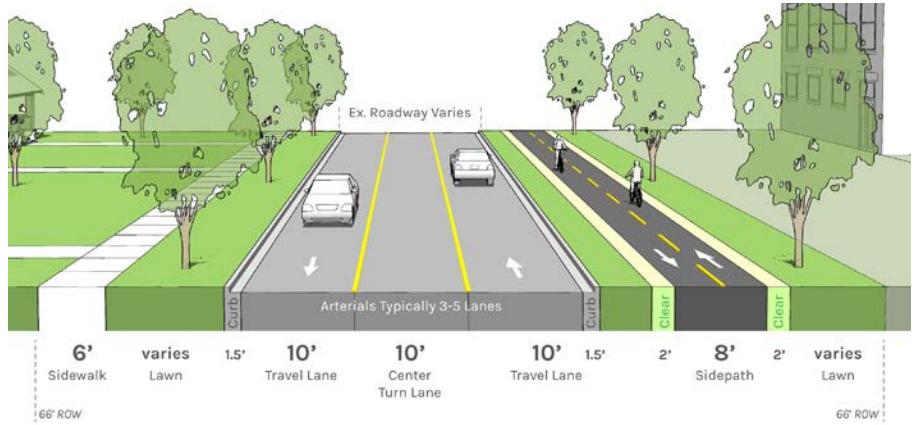 Ex. Roadway Varies
Arterials Typically 3-5 Lanes
Curb
Curb
Clear
Clear
6’
Sidewalk
varies
Lawn
1.5’
10’
Travel Lane
10’
Center
Turn Lane
10’
Travel Lane
1.5’
2’
8’
Sidepath
2’
varies
Lawn
66' ROW
66' ROW